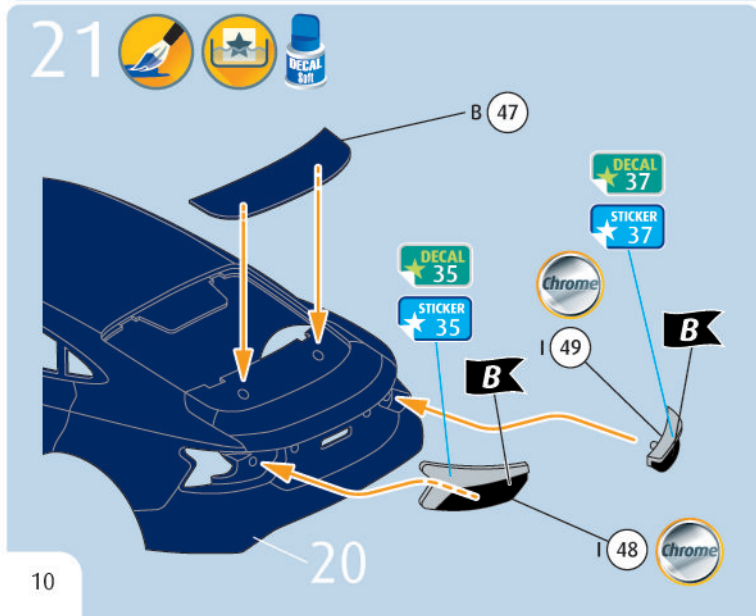 21
DECAL
Soft
B 47
DECAL
37
STICKER
37
DECAL
35
STICKER
35
Chrome
I 49
B
B
I 48
Chrome
20
10